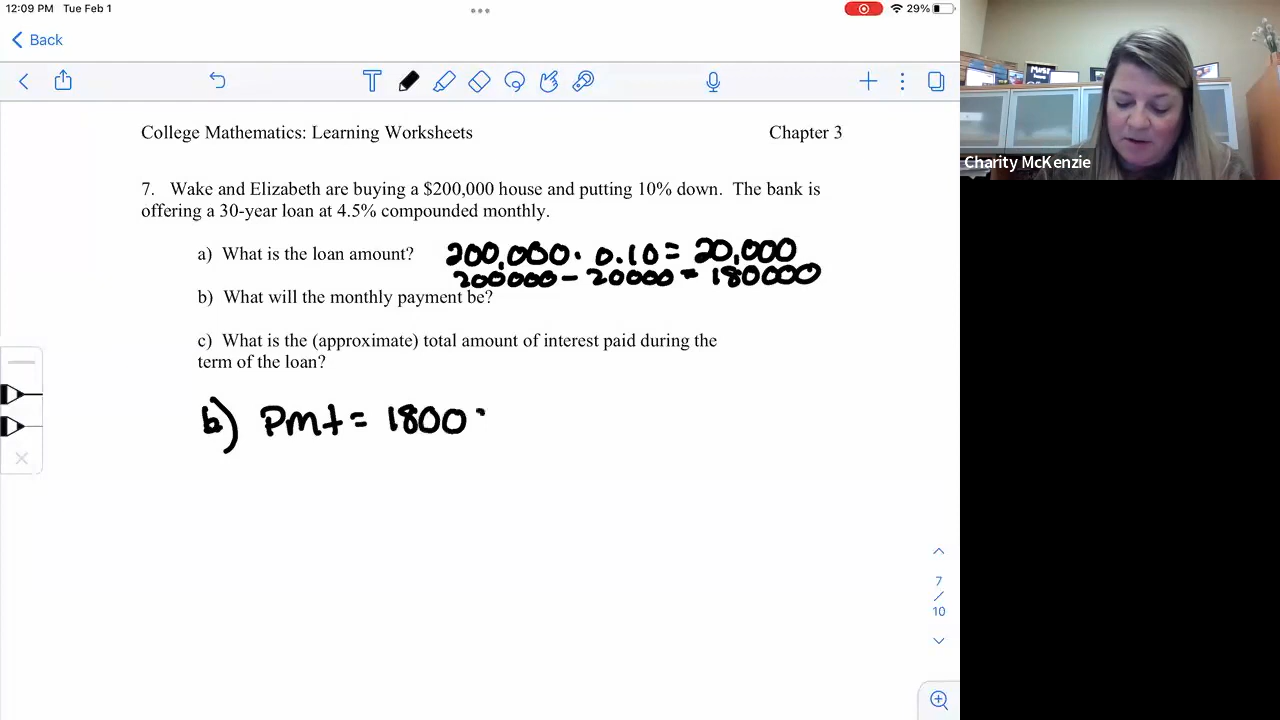 12:09 PM Tue Feb 1
29%
Back
T
College Mathematics: Learning Worksheets Chapter 3
7. Wake and Elizabeth are buying a $200,000 house and putting 10% down. The bank is
offering a 30-year loan at 4.5% compounded monthly.
a) What is the loan amount? 200,000 · 0.10 = 20,000
200000 - 20000 = 180000
b) What will the monthly payment be?
c) What is the (approximate) total amount of interest paid during the
term of the loan?
b) Pmt = 1800
7
/
10
Charity McKenzie